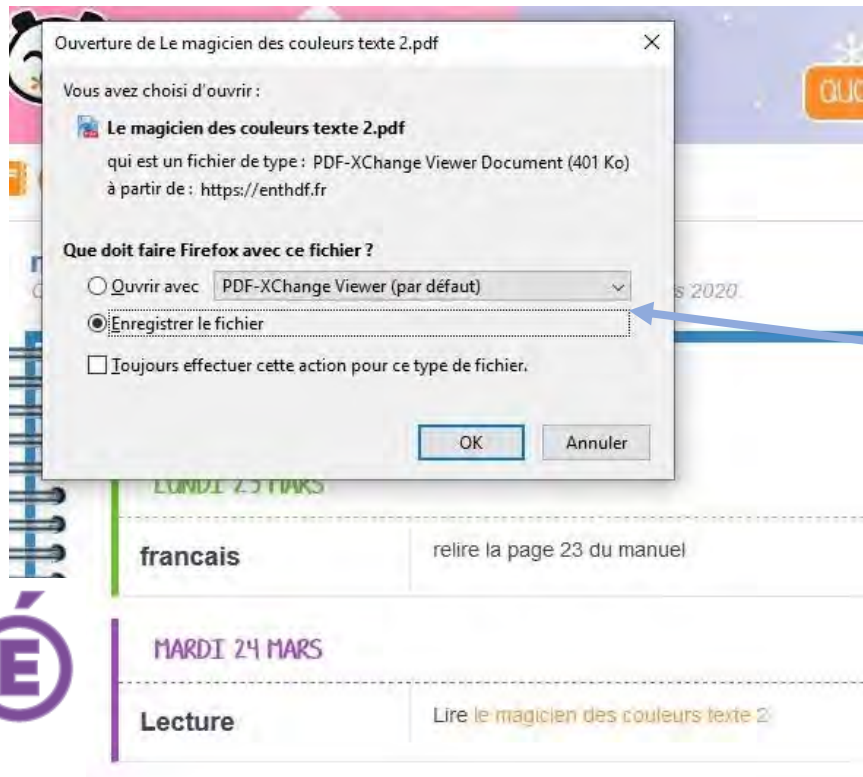 Ouverture de Le magicien des couleurs texte 2.pdf
QUO
Vous avez choisi d'ouvrir :
Le magicien des couleurs texte 2.pdf
qui est un fichier de type : PDF-XChange Viewer Document (401 Ko)
à partir de : https://enthdf.fr
Que doit faire Firefox avec ce fichier ?
Ouvrir avec PDF-XChange Viewer (par défaut)
s 2020
Enregistrer le fichier
Toujours effectuer cette action pour ce type de fichier.
OK Annuler
LUNDI 23 MARS
francais relire la page 23 du manuel
É
MARDI 24 MARS
Lecture Lire le magicien des couleurs texte 2